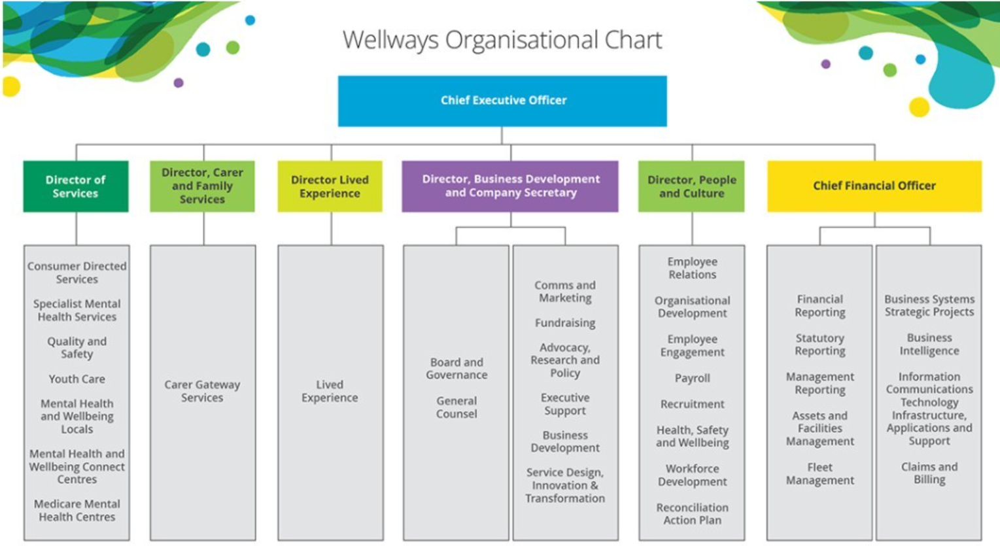 Wellways Organisational Chart
Chief Executive Officer
Director of
Services
Director, Carer
and Family
Services
Director Lived
Experience
Director, Business Development
and Company Secretary
Director, People
and Culture
Chief Financial Officer
Consumer Directed
Services
Specialist Mental
Health Services
Quality and
Safety
Youth Care
Mental Health
and Wellbeing
Locals
Mental Health and
Wellbeing Connect
Centres
Medicare Mental
Health Centres
Carer Gateway
Services
Lived
Experience
Board and
Governance
General
Counsel
Comms and
Marketing
Fundraising
Advocacy,
Research and
Policy
Executive
Support
Business
Development
Service Design,
Innovation &
Transformation
Employee
Relations
Organisational
Development
Employee
Engagement
Payroll
Recruitment
Health, Safety
and Wellbeing
Workforce
Development
Reconciliation
Action Plan
Financial
Reporting
Statutory
Reporting
Management
Reporting
Assets and
Facilities
Management
Fleet
Management
Business Systems
Strategic Projects
Business
Intelligence
Information
Communications
Technology
Infrastructure,
Applications and
Support
Claims and
Billing